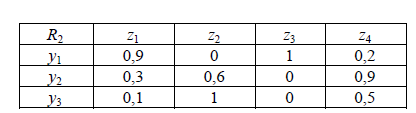 R₂ z₁ z₂ z₃ z₄
y₁ 0,9 0 1 0,2
y₂ 0,3 0,6 0 0,9
y₃ 0,1 1 0 0,5